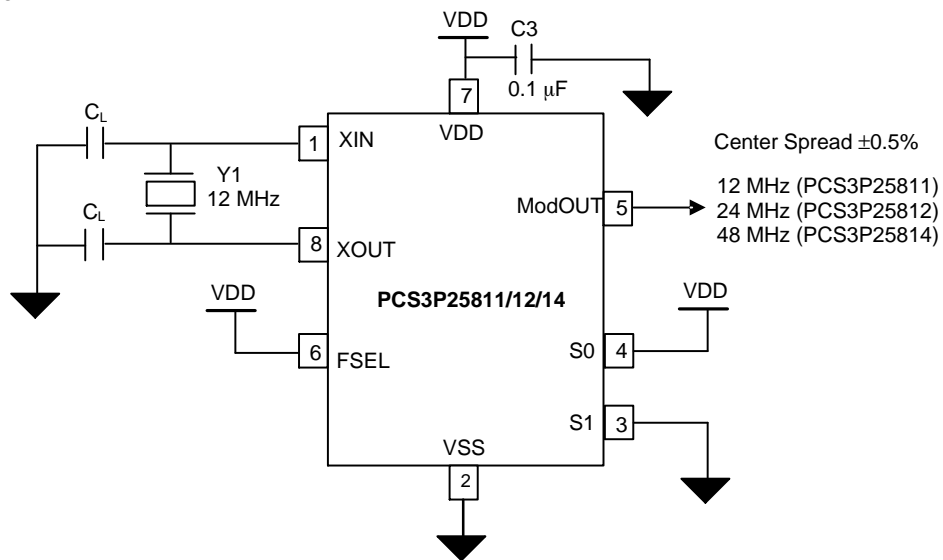 VDD
C3
0.1 μF
7
VDD
CL
1
XIN
Y1
12 MHz
CL
8
XOUT
ModOUT
5
Center Spread ±0.5%
12 MHz (PCS3P25811)
24 MHz (PCS3P25812)
48 MHz (PCS3P25814)
PCS3P25811/12/14
VDD
6
FSEL
VDD
S0
4
S1
3
VSS
2